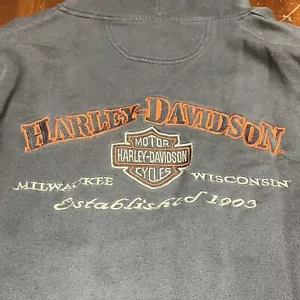 HARLEY-DAVIDSON
MOTOR
HARLEY-DAVIDSON
CYCLES
MILWAUKEE WISCONSIN
Established 1903